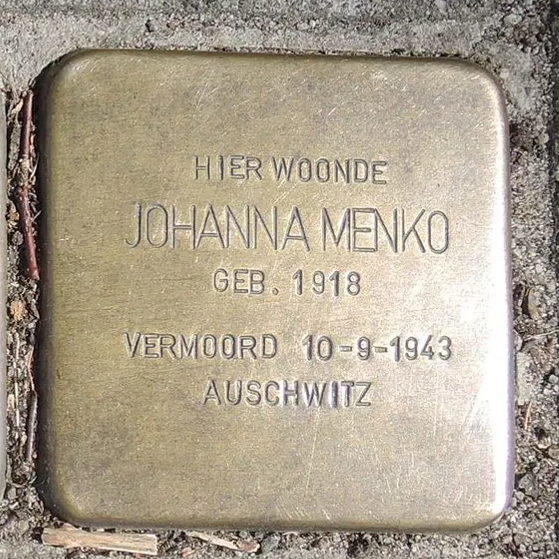 HIER WOONDE
JOHANNA MENKO
GEB. 1918
VERMOORD 10-9-1943
AUSCHWITZ